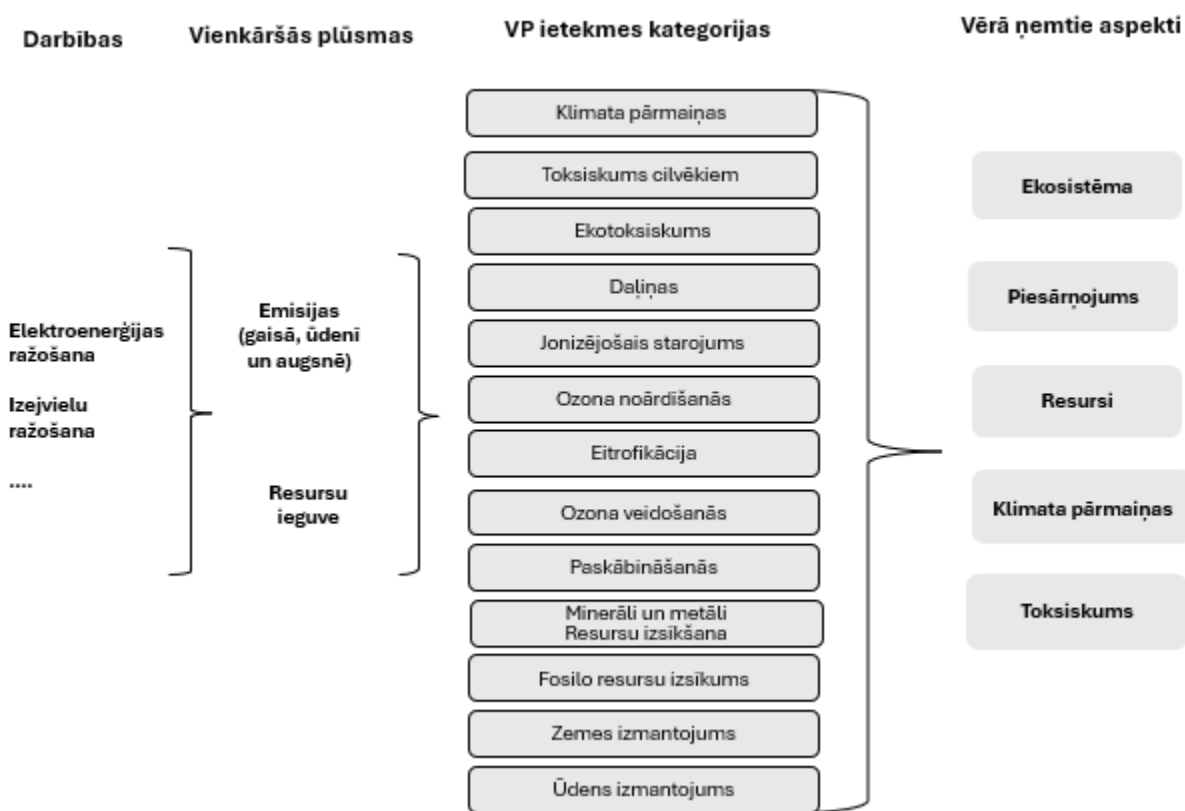 Darbības
Vienkāršās plūsmas
VP ietekmes kategorijas
Vērā ņemtie aspekti
Elektroenerģijas
ražošana
Izejvielu
ražošana
....
Emisijas
(gaisā, ūdenī
un augsnē)
Resursu
ieguve
Klimata pārmaiņas
Toksiskums cilvēkiem
Ekotoksiskums
Daļiņas
Jonizējošais starojums
Ozona noārdišanās
Eitrofikācija
Ozona veidošanās
Paskābināšanās
Minerāli un metāli
Resursu izsīkšana
Fosilo resursu izsīkums
Zemes izmantojums
Ūdens izmantojums
Ekosistēma
Piesārņojums
Resursi
Klimata pārmaiņas
Toksiskums